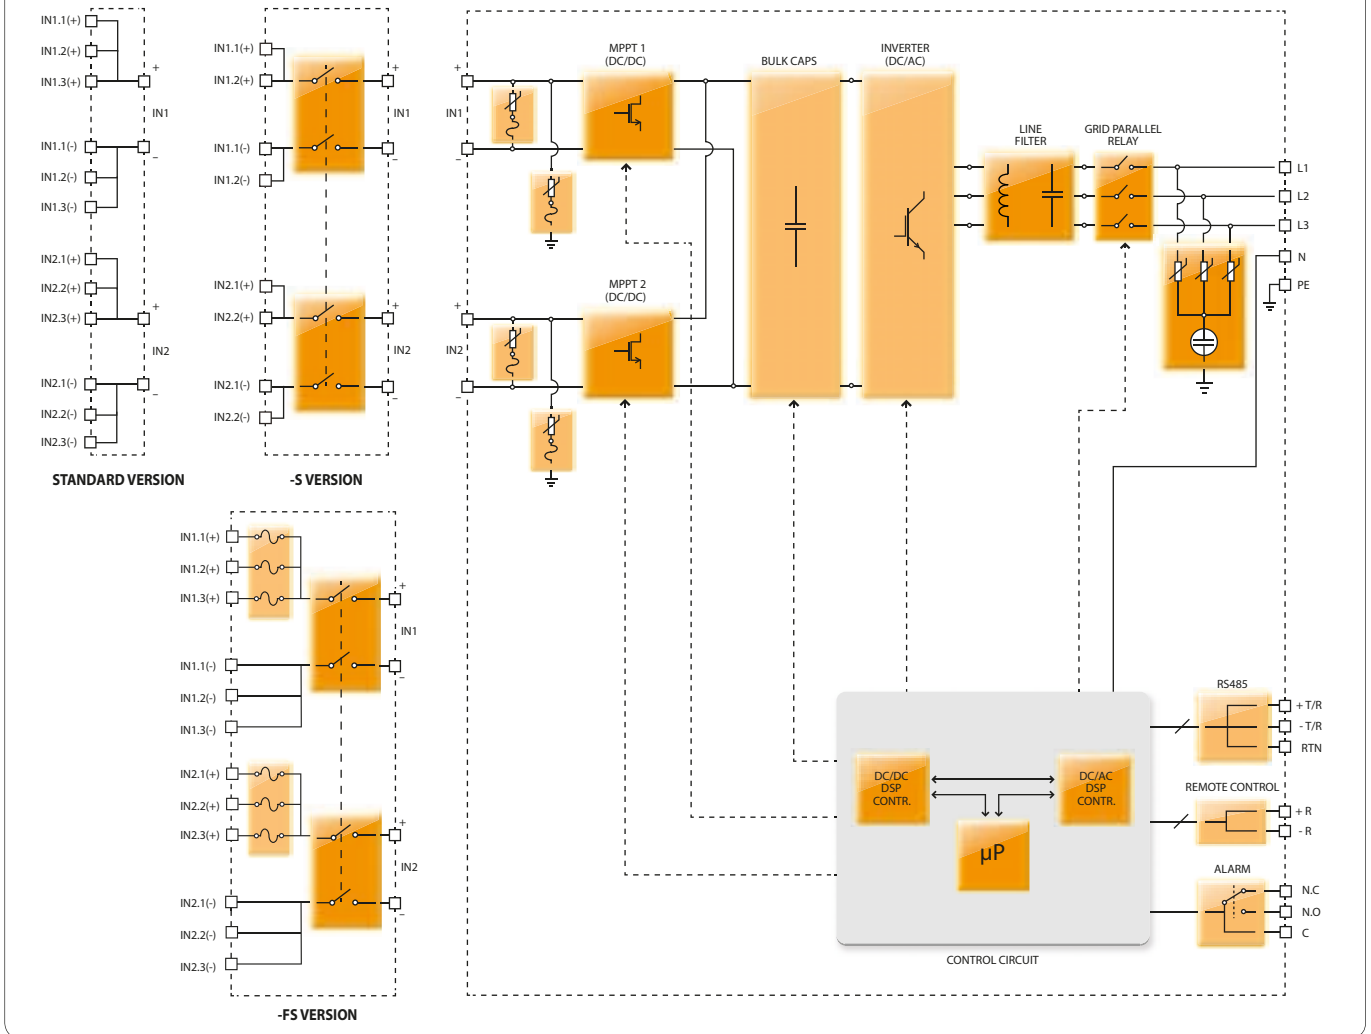 IN1.1(+)
IN1.2(+)
IN1.3(+)
+
IN1
IN1.1(-)
–
IN1.2(-)
IN1.3(-)
IN2.1(+)
IN2.2(+)
+
IN2.3(+)
IN2
IN2.1(-)
–
IN2.2(-)
IN2.3(-)
STANDARD VERSION
IN1.1(+)
+
IN1.2(+)
IN1
IN1.1(-)
–
IN1.2(-)
IN2.1(+)
+
IN2.2(+)
IN2
IN2.1(-)
–
IN2.2(-)
-S VERSION
IN1.1(+)
IN1.2(+)
+
IN1.3(+)
IN1
IN1.1(-)
–
IN1.2(-)
IN1.3(-)
IN2.1(+)
IN2.2(+)
+
IN2.3(+)
IN2
IN2.1(-)
–
IN2.2(-)
IN2.3(-)
-FS VERSION
+
IN1
–
+
IN2
–
MPPT 1
(DC/DC)
MPPT 2
(DC/DC)
BULK CAPS
INVERTER
(DC/AC)
LINE
FILTER
GRID PARALLEL
RELAY
L1
L2
L3
N
PE
DC/DC
DSP
CONTR.
DC/AC
DSP
CONTR.
µP
CONTROL CIRCUIT
RS485
+ T/R
- T/R
RTN
REMOTE CONTROL
+ R
- R
ALARM
N.C
N.O
C